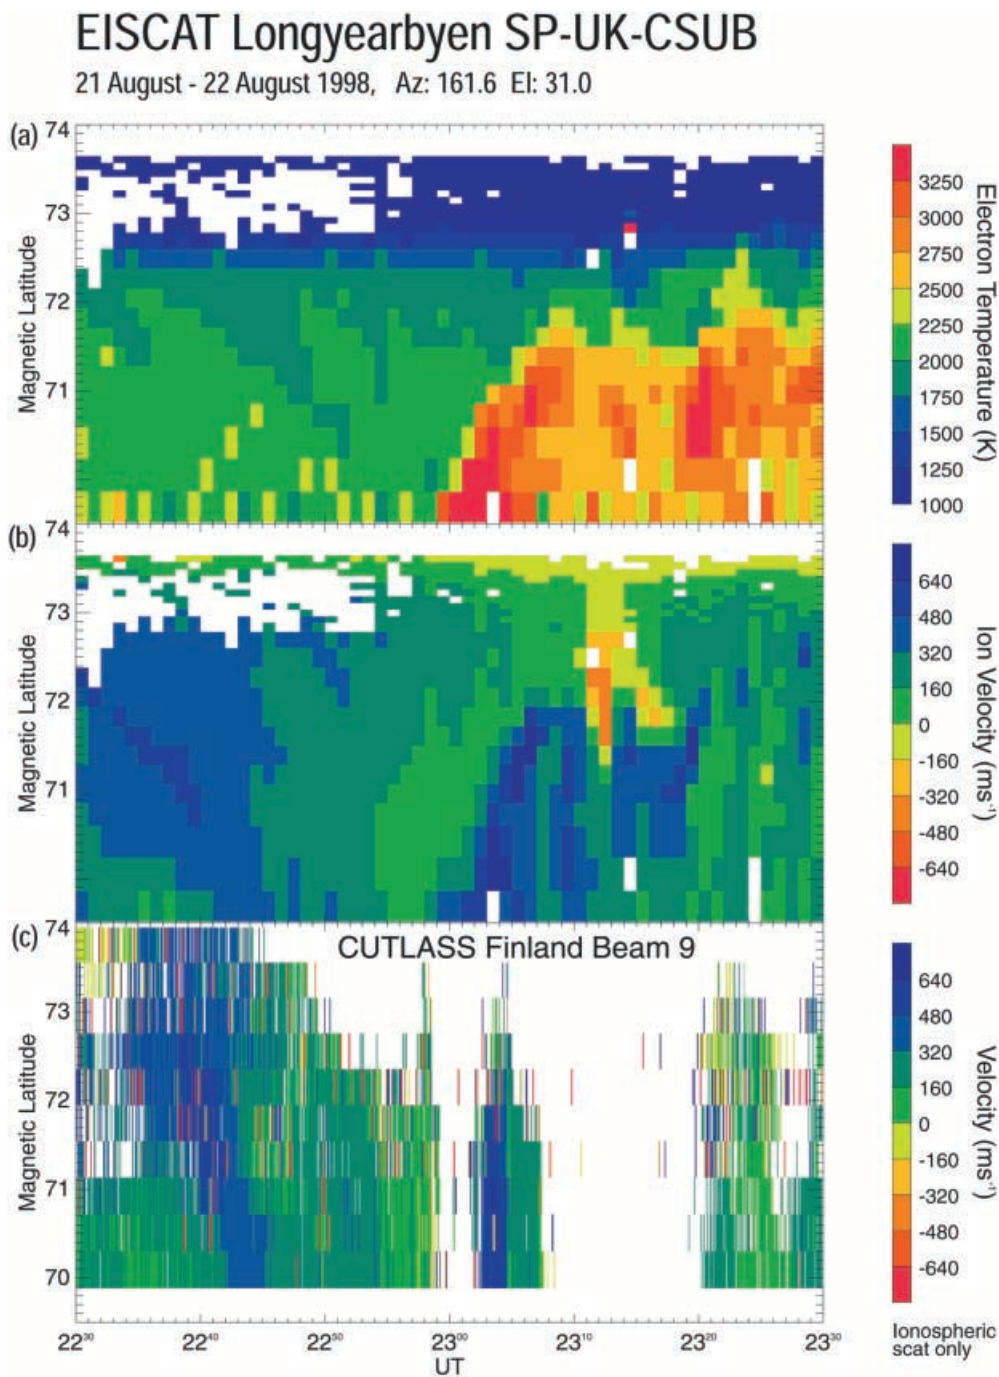 EISCAT Longyearbyen SP-UK-CSUB
21 August - 22 August 1998, Az: 161.6 El: 31.0
(a)
74
73
72
71
Magnetic Latitude
3250
3000
2750
2500
2250
2000
1750
1500
1250
1000
Electron Temperature (K)
(b)
74
73
72
71
Magnetic Latitude
640
480
320
160
0
-160
-320
-480
-640
Ion Velocity (ms⁻¹)
(c)
CUTLASS Finland Beam 9
74
73
72
71
70
Magnetic Latitude
640
480
320
160
0
-160
-320
-480
-640
Velocity (ms⁻¹)
22³⁰ 22⁴⁰ 22⁵⁰ 23⁰⁰ 23¹⁰ 23²⁰ 23³⁰
UT
Ionospheric
scat only